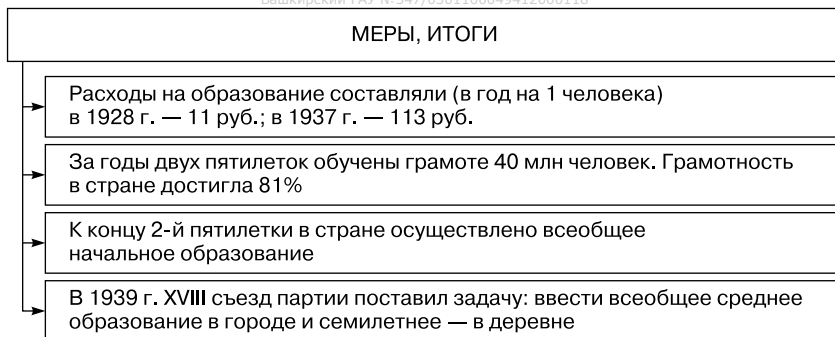 МЕРЫ, ИТОГИ
Расходы на образование составляли (в год на 1 человека)
в 1928 г. — 11 руб.; в 1937 г. — 113 руб.
За годы двух пятилеток обучены грамоте 40 млн человек. Грамотность
в стране достигла 81%
К концу 2-й пятилетки в стране осуществлено всеобщее
начальное образование
В 1939 г. XVIII съезд партии поставил задачу: ввести всеобщее среднее
образование в городе и семилетнее — в деревне